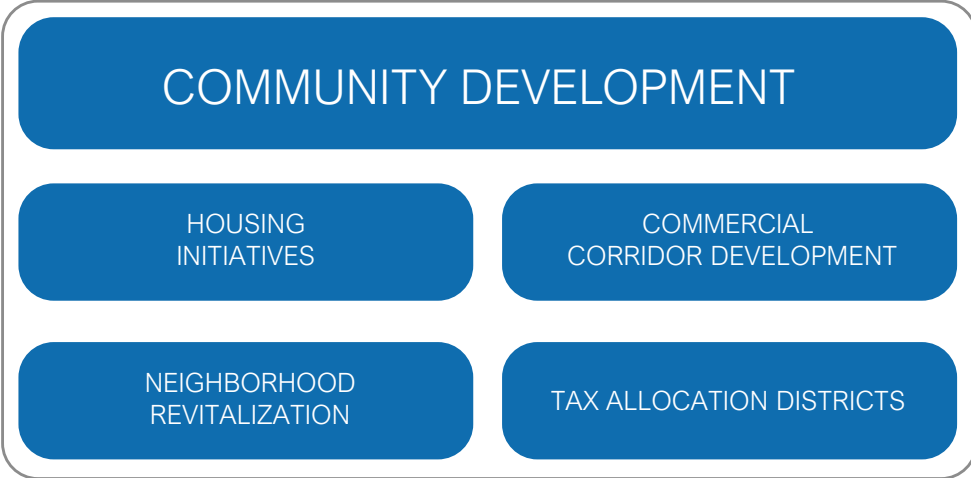 COMMUNITY DEVELOPMENT
HOUSING
INITIATIVES
COMMERCIAL
CORRIDOR DEVELOPMENT
NEIGHBORHOOD
REVITALIZATION
TAX ALLOCATION DISTRICTS